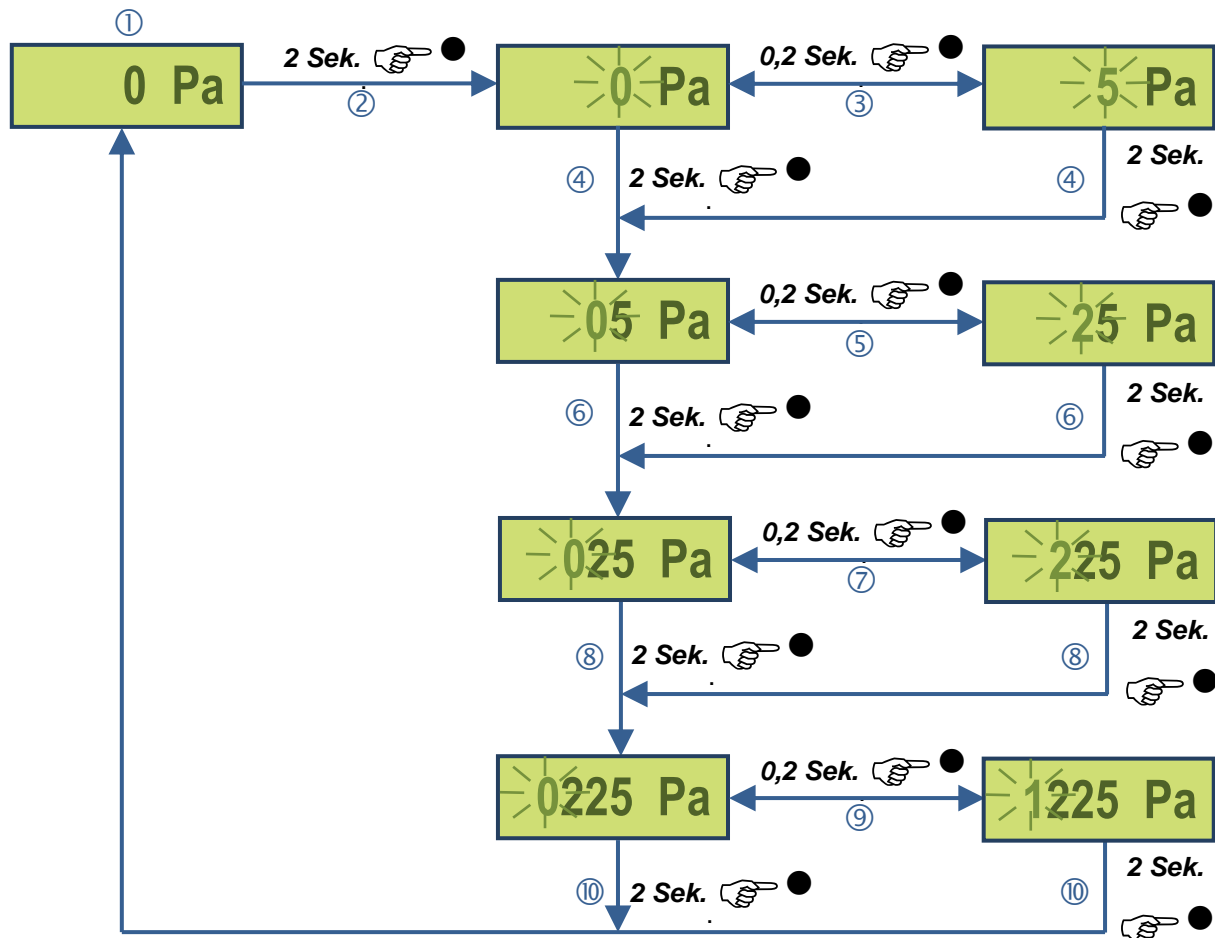 ①
0 Pa
2 Sek.
②
0 Pa
0,2 Sek.
③
5 Pa
④
2 Sek.
④
2 Sek.
05 Pa
0,2 Sek.
⑤
25 Pa
⑥
2 Sek.
⑥
2 Sek.
025 Pa
0,2 Sek.
⑦
225 Pa
⑧
2 Sek.
⑧
2 Sek.
0225 Pa
0,2 Sek.
⑨
1225 Pa
⑩
2 Sek.
⑩
2 Sek.